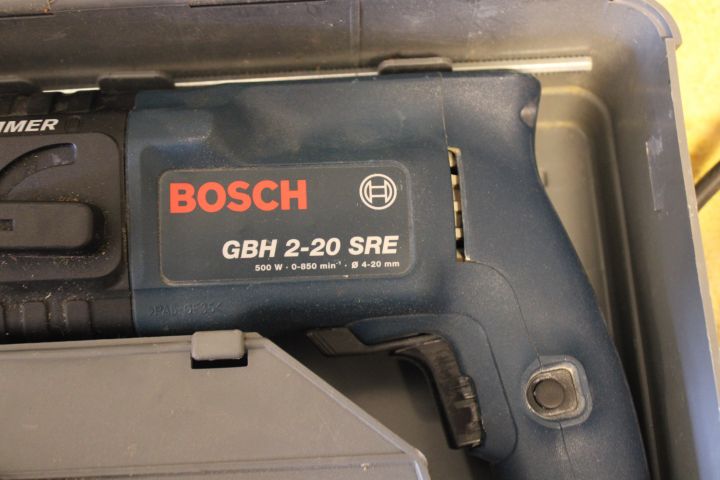 MMER
BOSCH
GBH 2-20 SRE
500 W · 0-850 min⁻¹ · Ø 4-20 mm